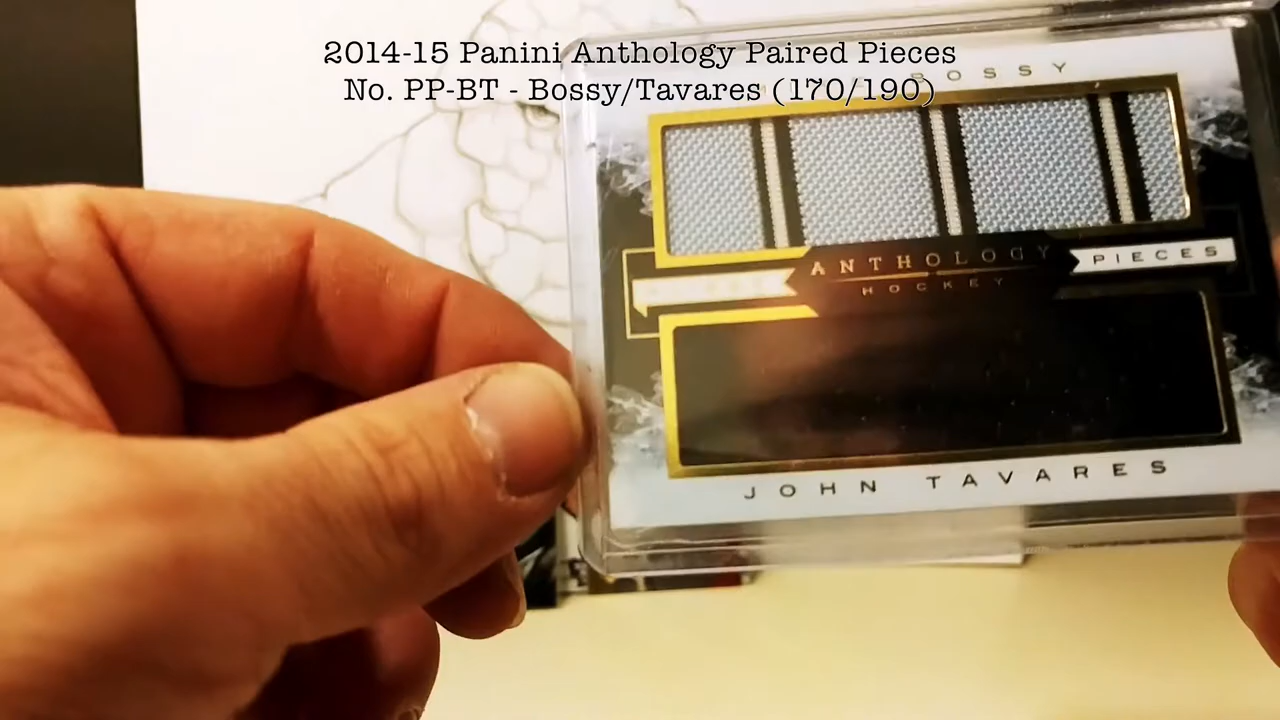 2014-15 Panini Anthology Paired Pieces
No. PP-BT - Bossy/Tavares (170/190)
BOSSY
ANTHOLOGY
PIECES
HOCKEY
JOHN TAVARES